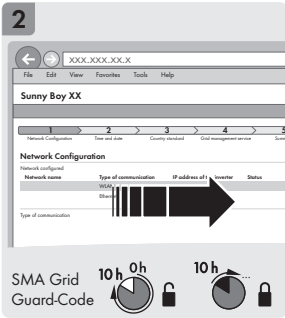 2
XXX.XXX.XX.X
File Edit View Favorites Tools Help
Sunny Boy XX
1 2 3 4 5
Network Configuration Time and date Country standard Grid management service
Network Configuration
Network configured
Network name Type of communication IP address of t inverter Status
WLAN
Type of communication
SMA Grid
Guard-Code
10 h 0 h
10 h ...